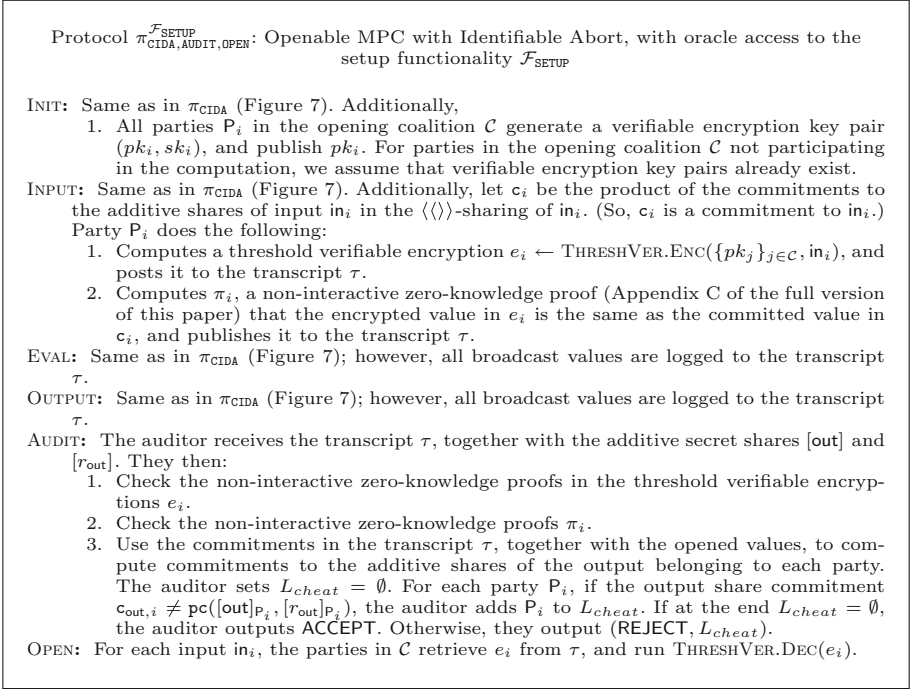 Protocol π^{F_SETUP}_{CIDA,AUDIT,OPEN}: Openable MPC with Identifiable Abort, with oracle access to the
setup functionality F_SETUP
INIT: Same as in π_CIDA (Figure 7). Additionally,
1. All parties P_i in the opening coalition C generate a verifiable encryption key pair
(pk_i, sk_i), and publish pk_i. For parties in the opening coalition C not participating
in the computation, we assume that verifiable encryption key pairs already exist.
INPUT: Same as in π_CIDA (Figure 7). Additionally, let c_i be the product of the commitments to
the additive shares of input in_i in the ⟨⟨⟩⟩-sharing of in_i. (So, c_i is a commitment to in_i.)
Party P_i does the following:
1. Computes a threshold verifiable encryption e_i ← THRESHVER.ENC({pk_j}_{j∈C}, in_i), and
posts it to the transcript τ.
2. Computes π_i, a non-interactive zero-knowledge proof (Appendix C of the full version
of this paper) that the encrypted value in e_i is the same as the committed value in
c_i, and publishes it to the transcript τ.
EVAL: Same as in π_CIDA (Figure 7); however, all broadcast values are logged to the transcript
τ.
OUTPUT: Same as in π_CIDA (Figure 7); however, all broadcast values are logged to the transcript
τ.
AUDIT: The auditor receives the transcript τ, together with the additive secret shares [out] and
[r_out]. They then:
1. Check the non-interactive zero-knowledge proofs in the threshold verifiable encryp-
tions e_i.
2. Check the non-interactive zero-knowledge proofs π_i.
3. Use the commitments in the transcript τ, together with the opened values, to com-
pute commitments to the additive shares of the output belonging to each party.
The auditor sets L_cheat = ∅. For each party P_i, if the output share commitment
c_{out,i} ≠ pc([out]_{P_i}, [r_out]_{P_i}), the auditor adds P_i to L_cheat. If at the end L_cheat = ∅,
the auditor outputs ACCEPT. Otherwise, they output (REJECT, L_cheat).
OPEN: For each input in_i, the parties in C retrieve e_i from τ, and run THRESHVER.DEC(e_i).